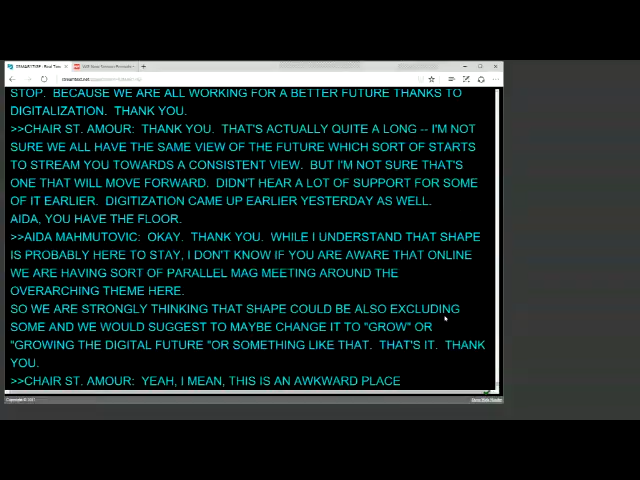 STOP. BECAUSE WE ARE ALL WORKING FOR A BETTER FUTURE THANKS TO
DIGITALIZATION. THANK YOU.
>>CHAIR ST. AMOUR: THANK YOU. THAT'S ACTUALLY QUITE A LONG -- I'M NOT
SURE WE ALL HAVE THE SAME VIEW OF THE FUTURE WHICH SORT OF STARTS
TO STREAM YOU TOWARDS A CONSISTENT VIEW. BUT I'M NOT SURE THAT'S
ONE THAT WILL MOVE FORWARD. DIDN'T HEAR A LOT OF SUPPORT FOR SOME
OF IT EARLIER. DIGITIZATION CAME UP EARLIER YESTERDAY AS WELL.
AIDA, YOU HAVE THE FLOOR.
>>AIDA MAHMUTOVIC: OKAY. THANK YOU. WHILE I UNDERSTAND THAT SHAPE
IS PROBABLY HERE TO STAY, I DON'T KNOW IF YOU ARE AWARE THAT ONLINE
WE ARE HAVING SORT OF PARALLEL MAG MEETING AROUND THE
OVERARCHING THEME HERE.
SO WE ARE STRONGLY THINKING THAT SHAPE COULD BE ALSO EXCLUDING
SOME AND WE WOULD SUGGEST TO MAYBE CHANGE IT TO "GROW" OR
"GROWING THE DIGITAL FUTURE "OR SOMETHING LIKE THAT. THAT'S IT. THANK
YOU.
>>CHAIR ST. AMOUR: YEAH, I MEAN, THIS IS AN AWKWARD PLACE